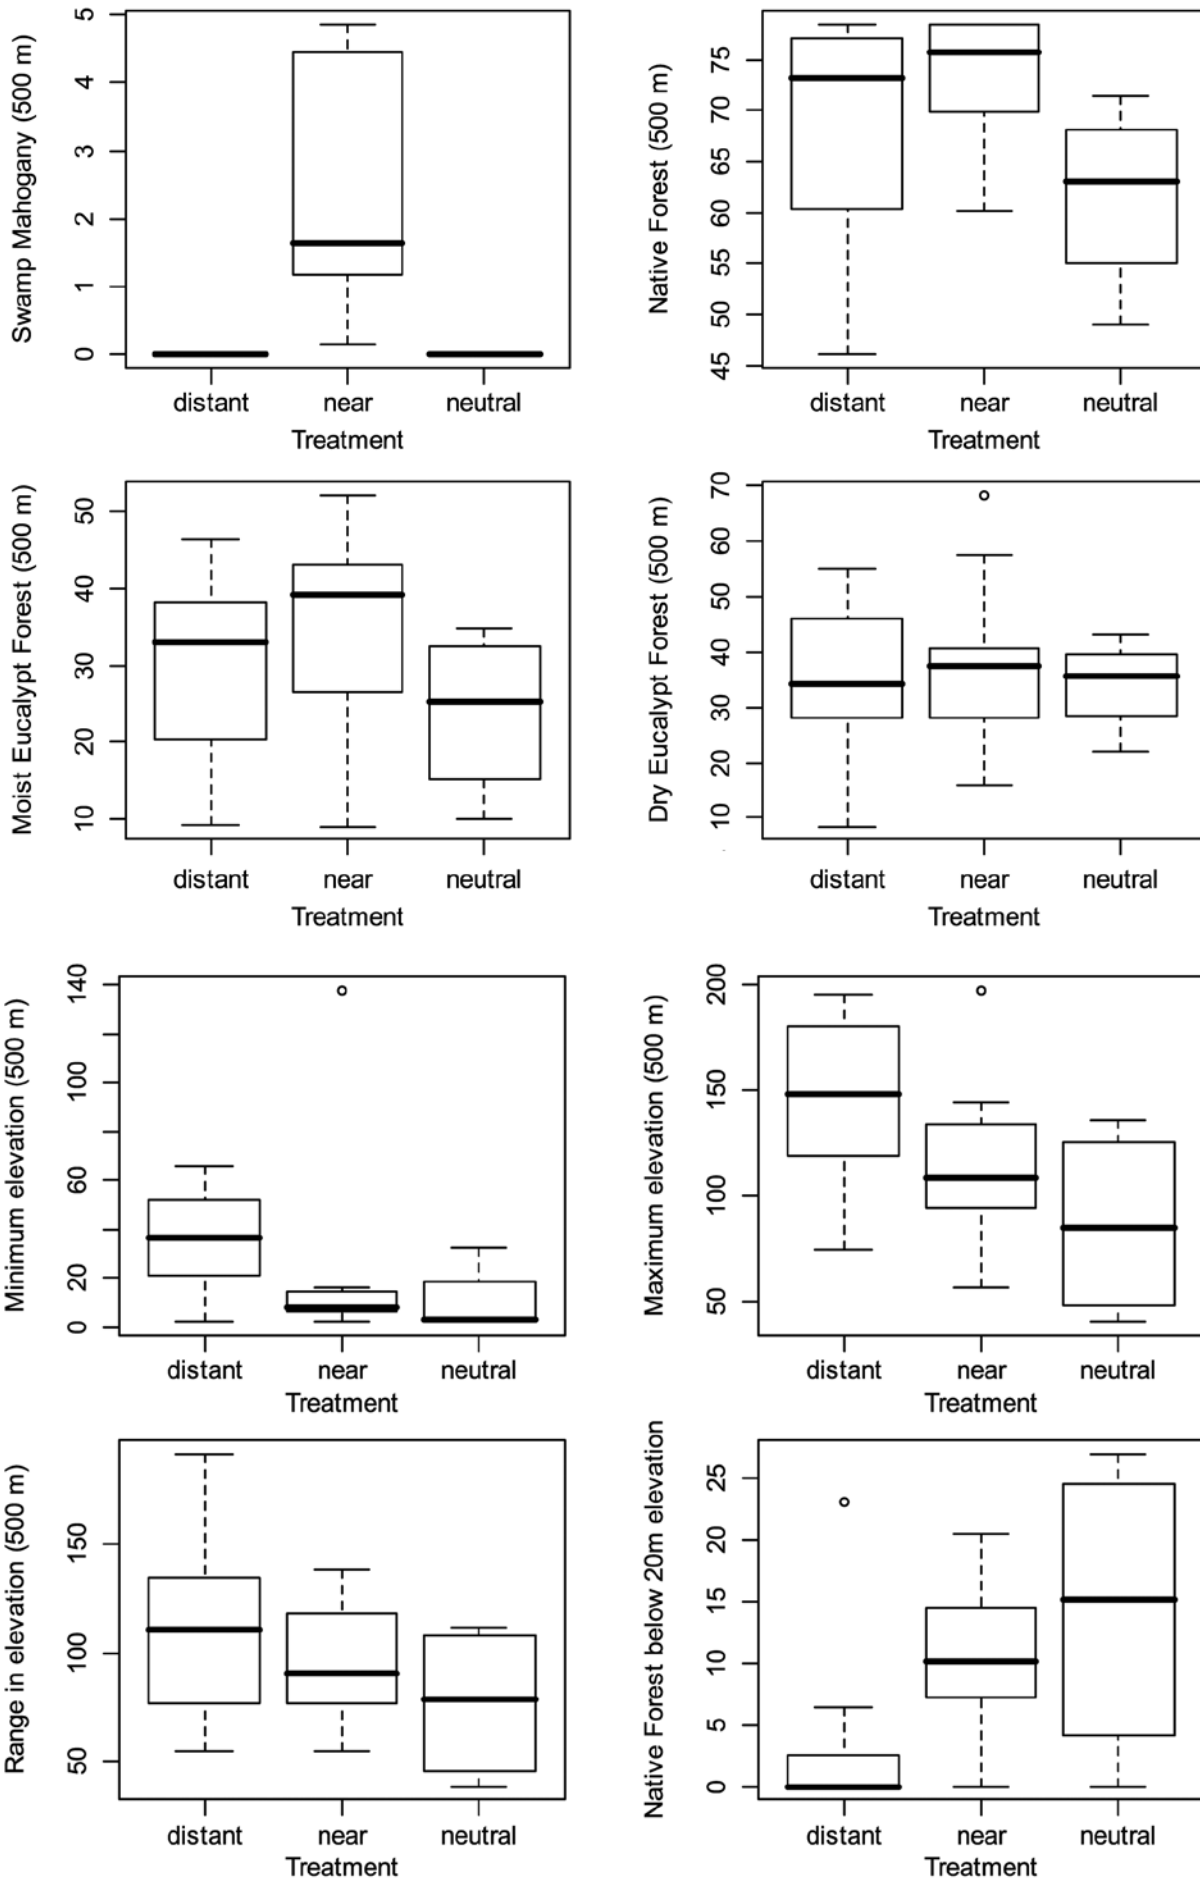 Swamp Mahogany (500 m)
5
4
3
2
1
0
distant near neutral
Treatment
Native Forest (500 m)
75
70
65
60
55
50
45
distant near neutral
Treatment
Moist Eucalypt Forest (500 m)
50
40
30
20
10
distant near neutral
Treatment
Dry Eucalypt Forest (500 m)
70
60
50
40
30
20
10
distant near neutral
Treatment
Minimum elevation (500 m)
140
100
60
20
0
distant near neutral
Treatment
Maximum elevation (500 m)
200
150
100
50
distant near neutral
Treatment
Range in elevation (500 m)
150
100
50
distant near neutral
Treatment
Native Forest below 20m elevation
25
20
15
10
5
0
distant near neutral
Treatment